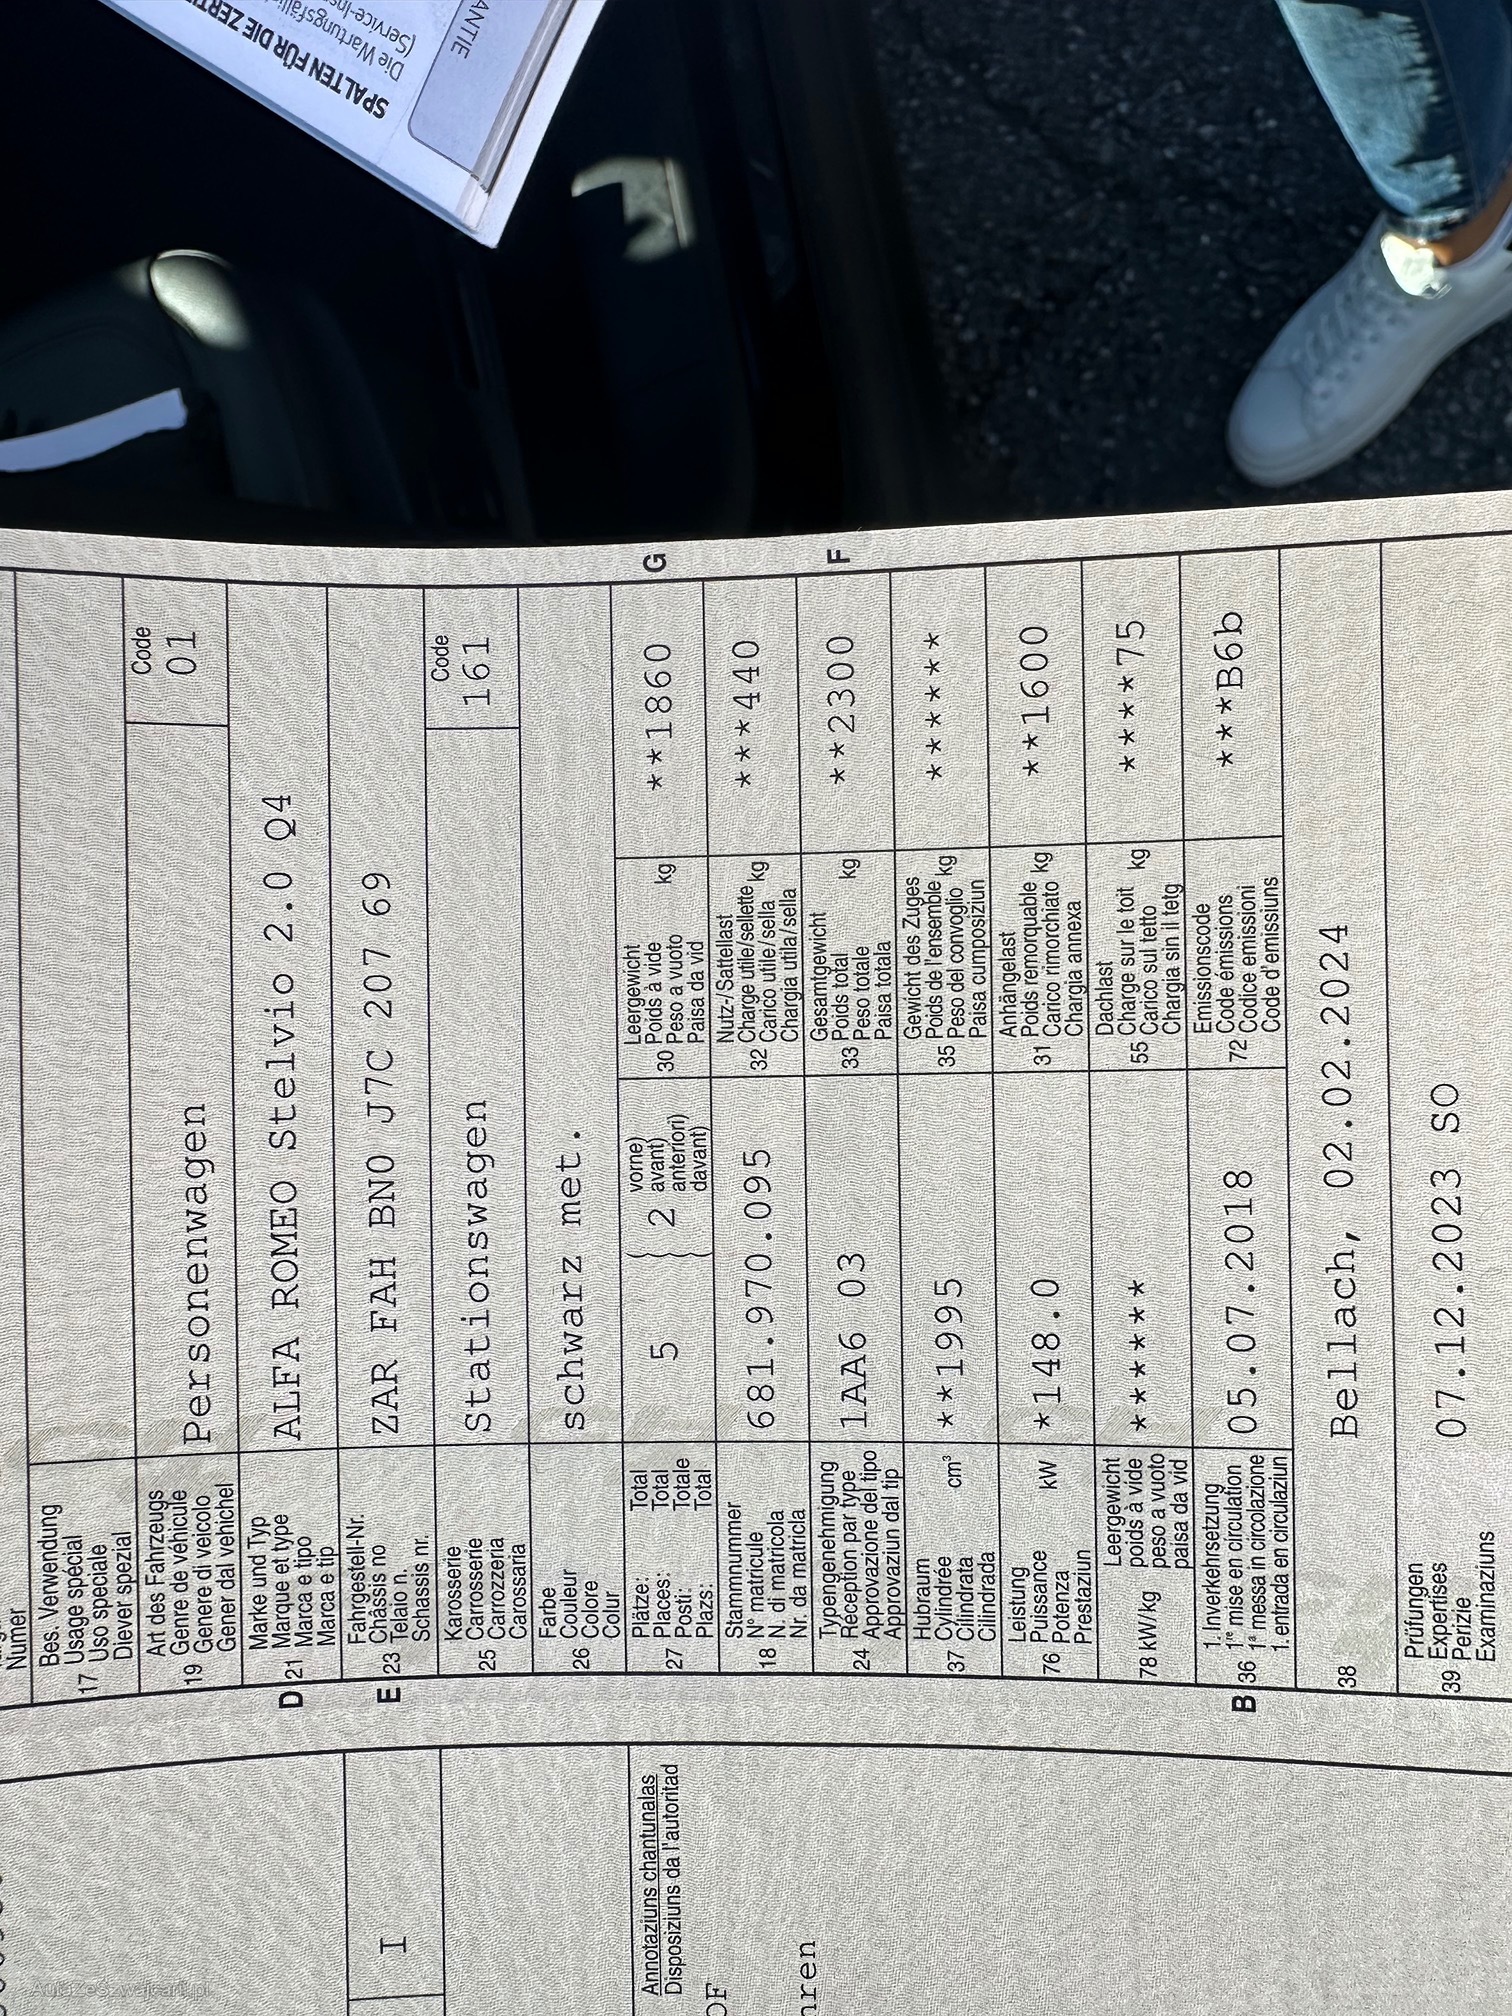 SPALTEN FÜR DIE
Die Wartungsfälli
(Service-In
ANTIE
Numer
Bes. Verwendung
17 Usage spécial
Uso speciale
Diever spezial
Art des Fahrzeugs
Genre de véhicule
19 Genere di veicolo
Gener dal vehichel
Personenwagen
Code
01
Marke und Typ
D 21 Marque et type
Marca e tipo
Marca e tip
ALFA ROMEO Stelvio 2.0 Q4
Fahrgestell-Nr.
E 23 Châssis no
Telaio n.
Schassis nr.
ZAR FAH BN0 J7C 207 69
Karosserie
25 Carrosserie
Carrozzeria
Carossaria
Stationswagen
Code
161
Farbe
26 Couleur
Colore
Colur
schwarz met.
Plätze: Total
27 Places: Total
Posti: Totale
Plazs: Total
5
2
vorne)
avant)
anteriori)
davant)
Leergewicht
30 Poids à vide
Peso a vuoto kg
Paisa da vid
**1860
G
Stammnummer
18 N° matricule
N. di matricola
Nr. da matricla
681.970.095
Nutz-/Sattellast
32 Charge utile/sellette
Carico utile/sella kg
Chargia utila/sella
***440
Typengenehmigung
24 Réception par type
Approvazione del tipo
Approvaziun dal tip
1AA6 03
Gesamtgewicht
33 Poids total
Peso totale kg
Paisa totala
**2300
F
Hubraum
37 Cylindrée
Cilindrata cm³
Cilindrada
**1995
Gewicht des Zuges
35 Poids de l'ensemble
Peso del convoglio kg
Paisa cumposiziun
******
Leistung
76 Puissance
Potenza kW
Prestaziun
*148.0
Anhängelast
31 Poids remorquable
Carico rimorchiato kg
Chargia annexa
**1600
78 kW/kg
Leergewicht
poids à vide
peso a vuoto
paisa da vid
******
Dachlast
55 Charge sur le toit
Carico sul tetto kg
Chargia sin il tetg
****75
1. Inverkehrsetzung
B 36 1re mise en circulation
1a messa in circolazione
1. entrada en circulaziun
05.07.2018
Emissionscode
72 Code émissions
Codice emissioni
Code d'emissiuns
***B6b
38
Bellach, 02.02.2024
Prüfungen
39 Expertises
Perizie
Examinaziuns
07.12.2023 SO
I
Annotaziuns chantunalas
Disposiziuns da l'autoritad
OF
hren